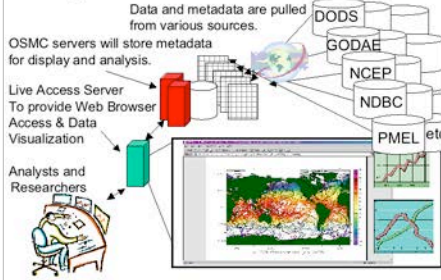 Data and metadata are pulled
from various sources.
DODS
OSMC servers will store metadata
for display and analysis.
GODAE
NCEP
Live Access Server
To provide Web Browser
Access & Data
Visualization
NDBC
PMEL
etc
Analysts and
Researchers